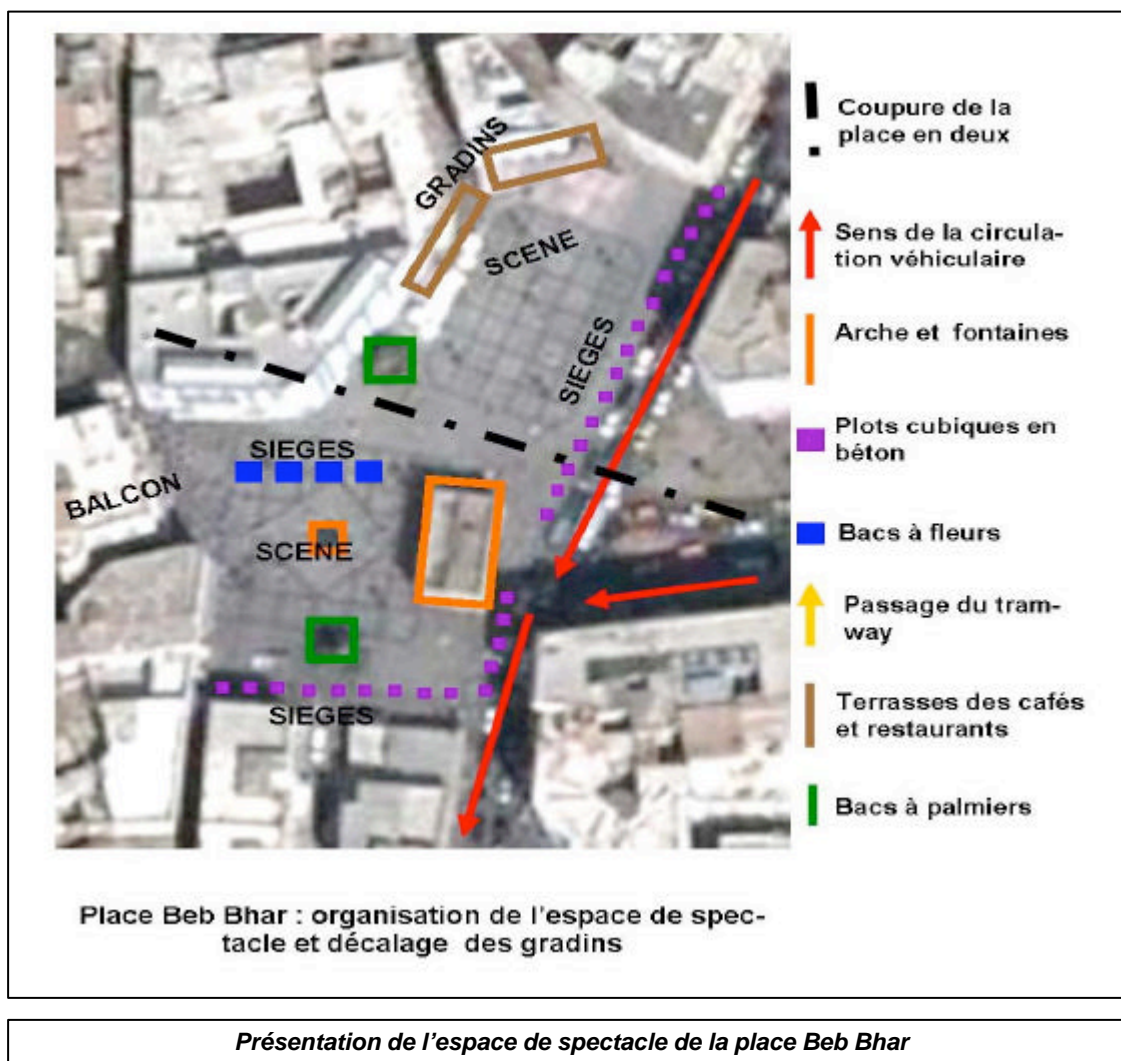 GRADINS
SCENE
SIEGES
SIEGES
BALCON
SCENE
SIEGES
Coupure de la
place en deux
Sens de la circula-
tion véhiculaire
Arche et fontaines
Plots cubiques en
béton
Bacs à fleurs
Passage du tram-
way
Terrasses des cafés
et restaurants
Bacs à palmiers
Place Beb Bhar : organisation de l'espace de spec-
tacle et décalage des gradins
Présentation de l'espace de spectacle de la place Beb Bhar